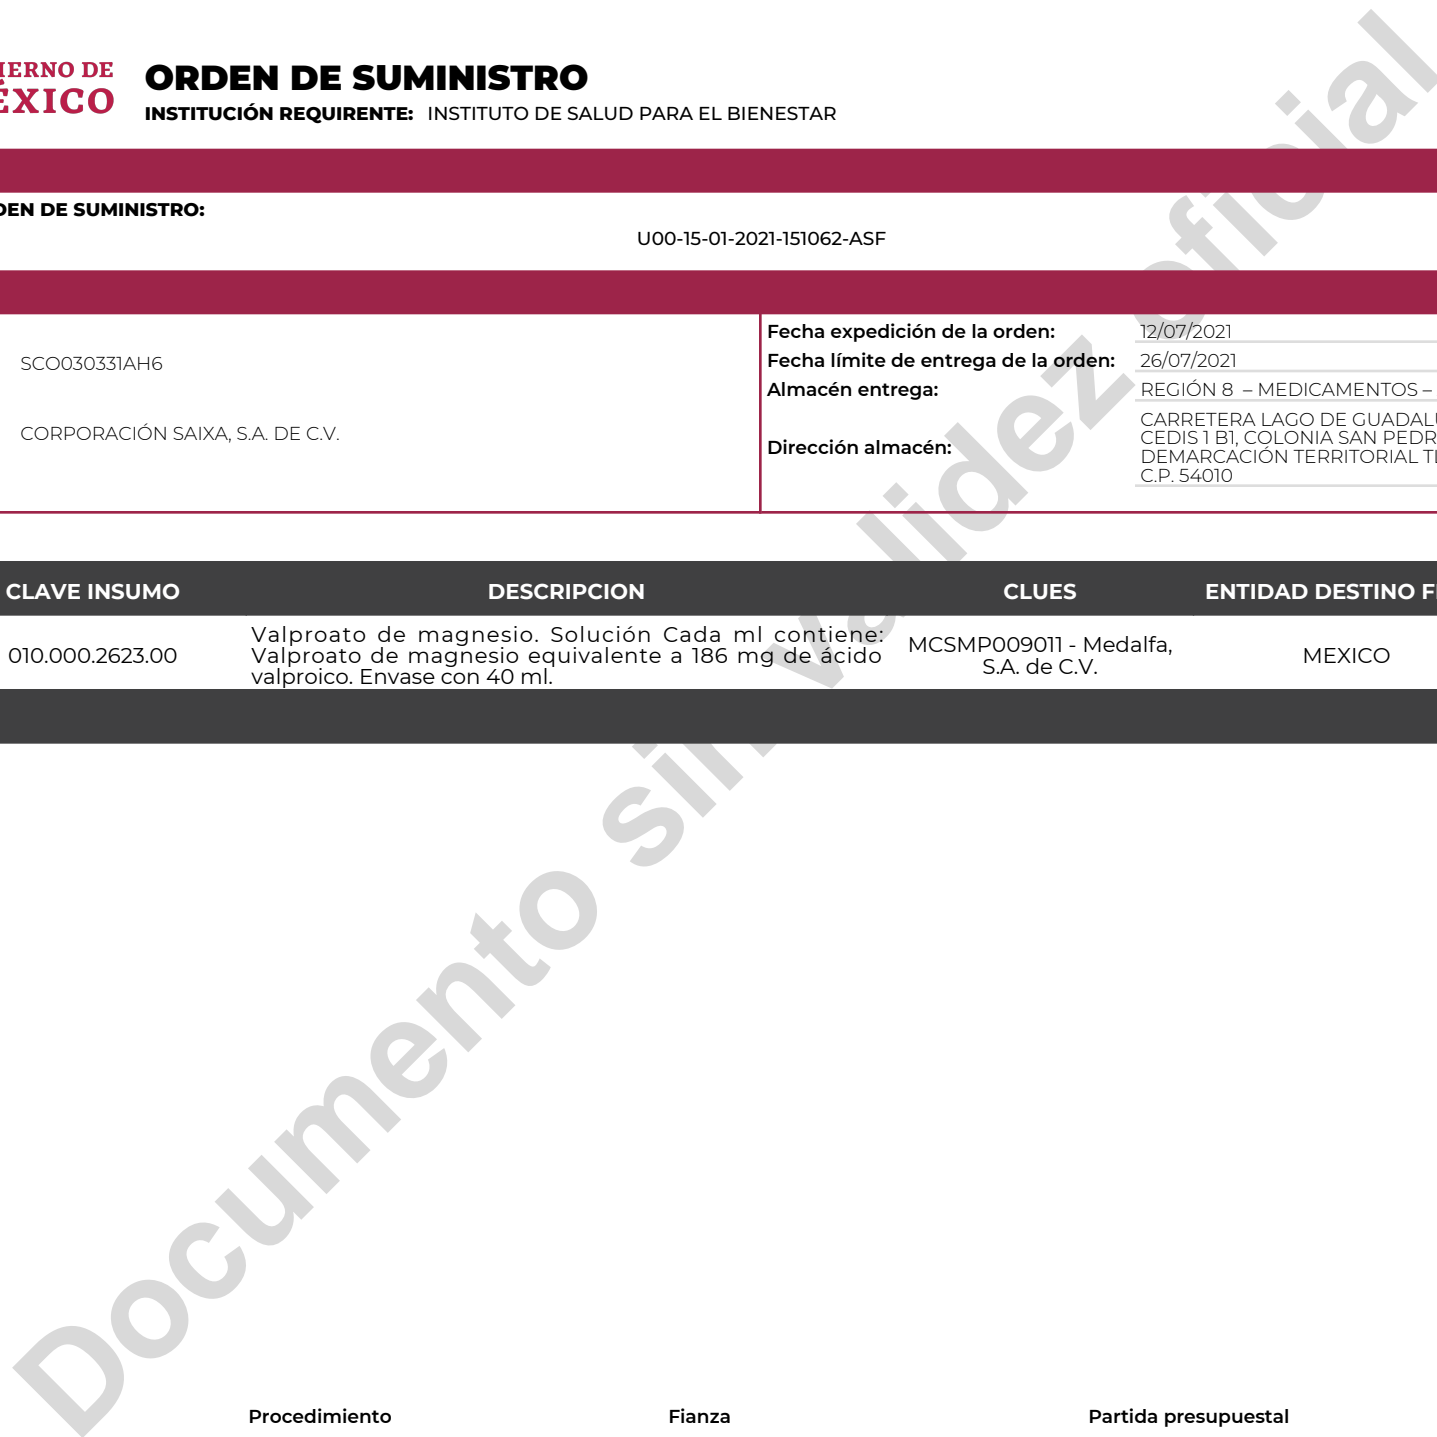 IERNO DE
ÉXICO
ORDEN DE SUMINISTRO
INSTITUCIÓN REQUIRENTE: INSTITUTO DE SALUD PARA EL BIENESTAR
DEN DE SUMINISTRO:
U00-15-01-2021-151062-ASF
SCO030331AH6
CORPORACIÓN SAIXA, S.A. DE C.V.
Fecha expedición de la orden: 12/07/2021
Fecha límite de entrega de la orden: 26/07/2021
Almacén entrega: REGIÓN 8 – MEDICAMENTOS –
Dirección almacén:
CARRETERA LAGO DE GUADALU
CEDIS 1 B1, COLONIA SAN PEDR
DEMARCACIÓN TERRITORIAL TL
C.P. 54010
CLAVE INSUMO DESCRIPCION CLUES ENTIDAD DESTINO FI
010.000.2623.00
Valproato de magnesio. Solución Cada ml contiene:
Valproato de magnesio equivalente a 186 mg de ácido
valproico. Envase con 40 ml.
MCSMP009011 - Medalfa,
S.A. de C.V.
MEXICO
Documento sin validez oficial
Procedimiento Fianza Partida presupuestal